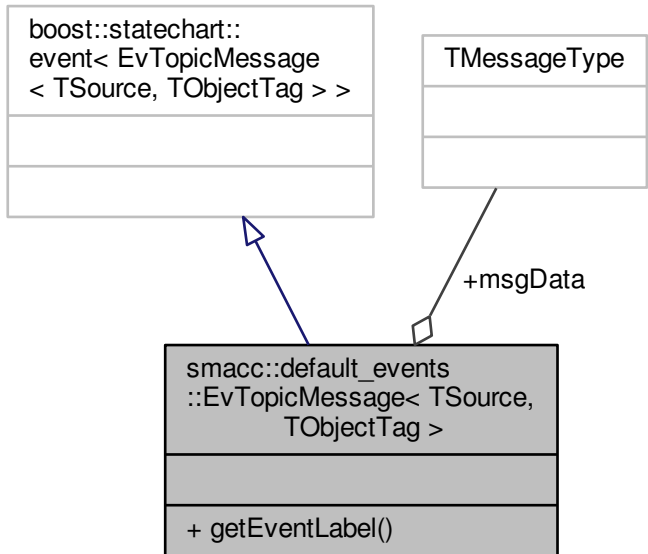 boost::statechart::
event< EvTopicMessage
< TSource, TObjectTag > >
TMessageType
+msgData
smacc::default_events
::EvTopicMessage< TSource,
TObjectTag >
+ getEventLabel()